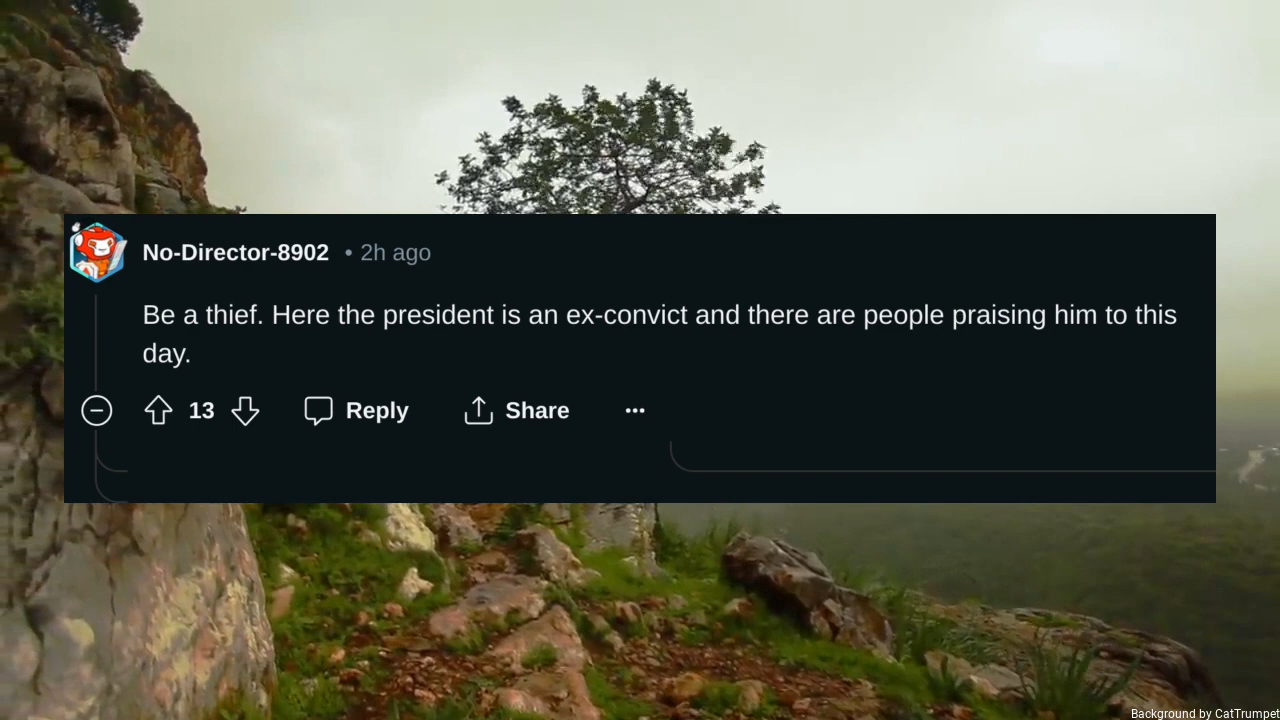 No-Director-8902 • 2h ago
Be a thief. Here the president is an ex-convict and there are people praising him to this
day.
13 Reply Share
Background by CatTrumpet